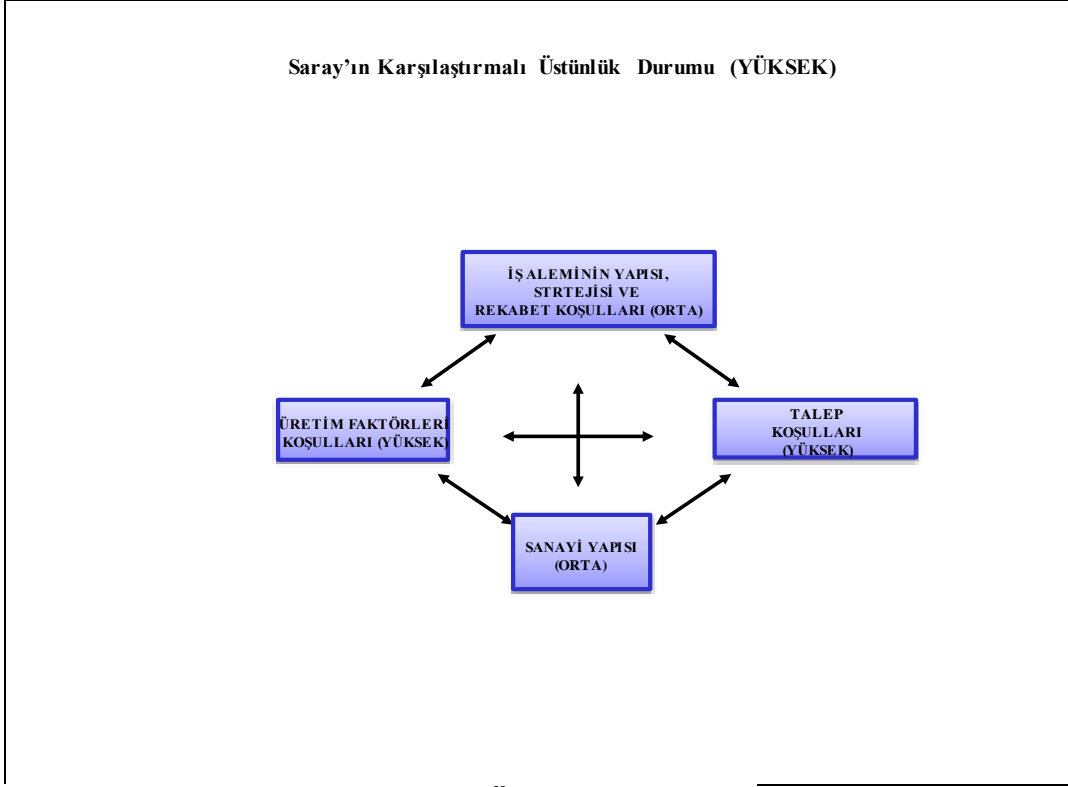 Saray’ın Karşılaştırmalı Üstünlük Durumu (YÜKSEK)
İŞ ALEMİNİN YAPISI,
STRTEJİSİ VE
REKABET KOŞULLARI (ORTA)
ÜRETİM FAKTÖRLERİ
KOŞULLARI (YÜKSEK)
TALEP
KOŞULLARI
(YÜKSEK)
SANAYİ YAPISI
(ORTA)